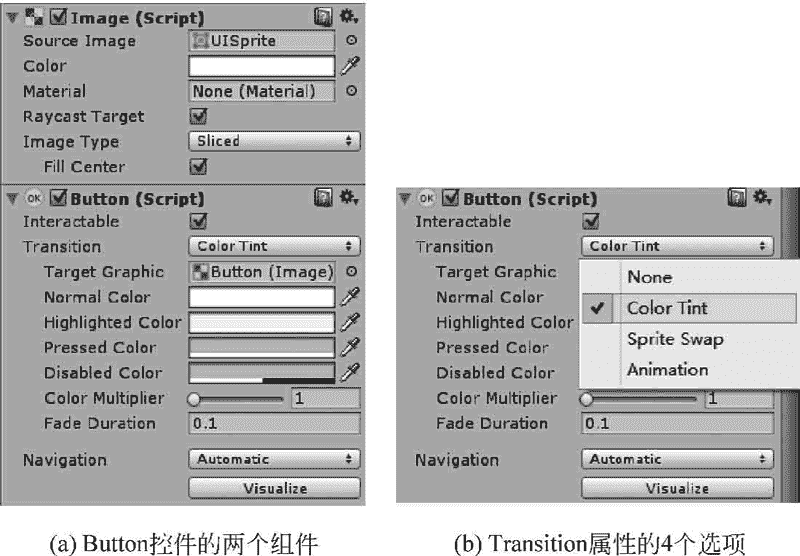 Image (Script)
Source Image UISprite
Color
Material None (Material)
Raycast Target
Image Type Sliced
Fill Center
OK Button (Script)
Interactable
Transition Color Tint
Target Graphic Button (Image)
Normal Color
Highlighted Color
Pressed Color
Disabled Color
Color Multiplier 1
Fade Duration 0.1
Navigation Automatic
Visualize
(a) Button控件的两个组件
OK Button (Script)
Interactable
Transition Color Tint
Target Graphic
Normal Color
Highlighted Color
Pressed Color
Disabled Color
None
Color Tint
Sprite Swap
Animation
Color Multiplier 1
Fade Duration 0.1
Navigation Automatic
Visualize
(b) Transition属性的4个选项